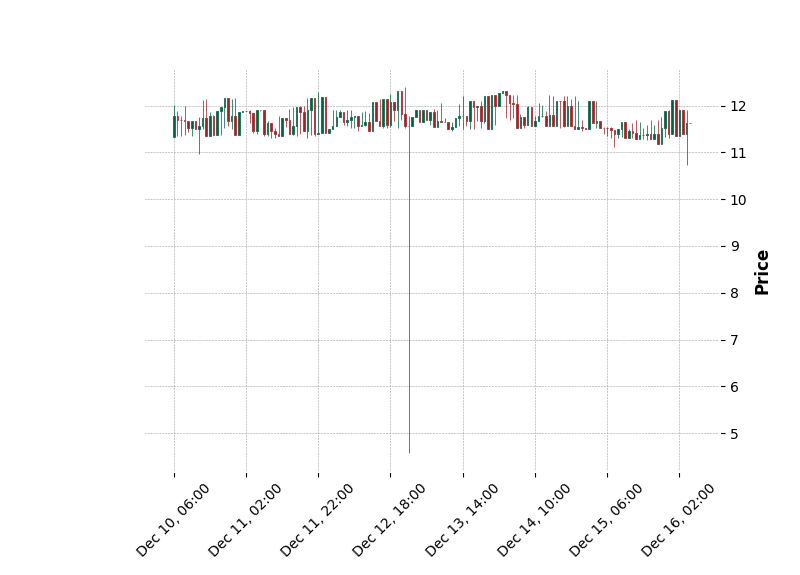 12
11
10
9
8
7
6
5
Price
Dec 10, 06:00
Dec 11, 02:00
Dec 11, 22:00
Dec 12, 18:00
Dec 13, 14:00
Dec 14, 10:00
Dec 15, 06:00
Dec 16, 02:00